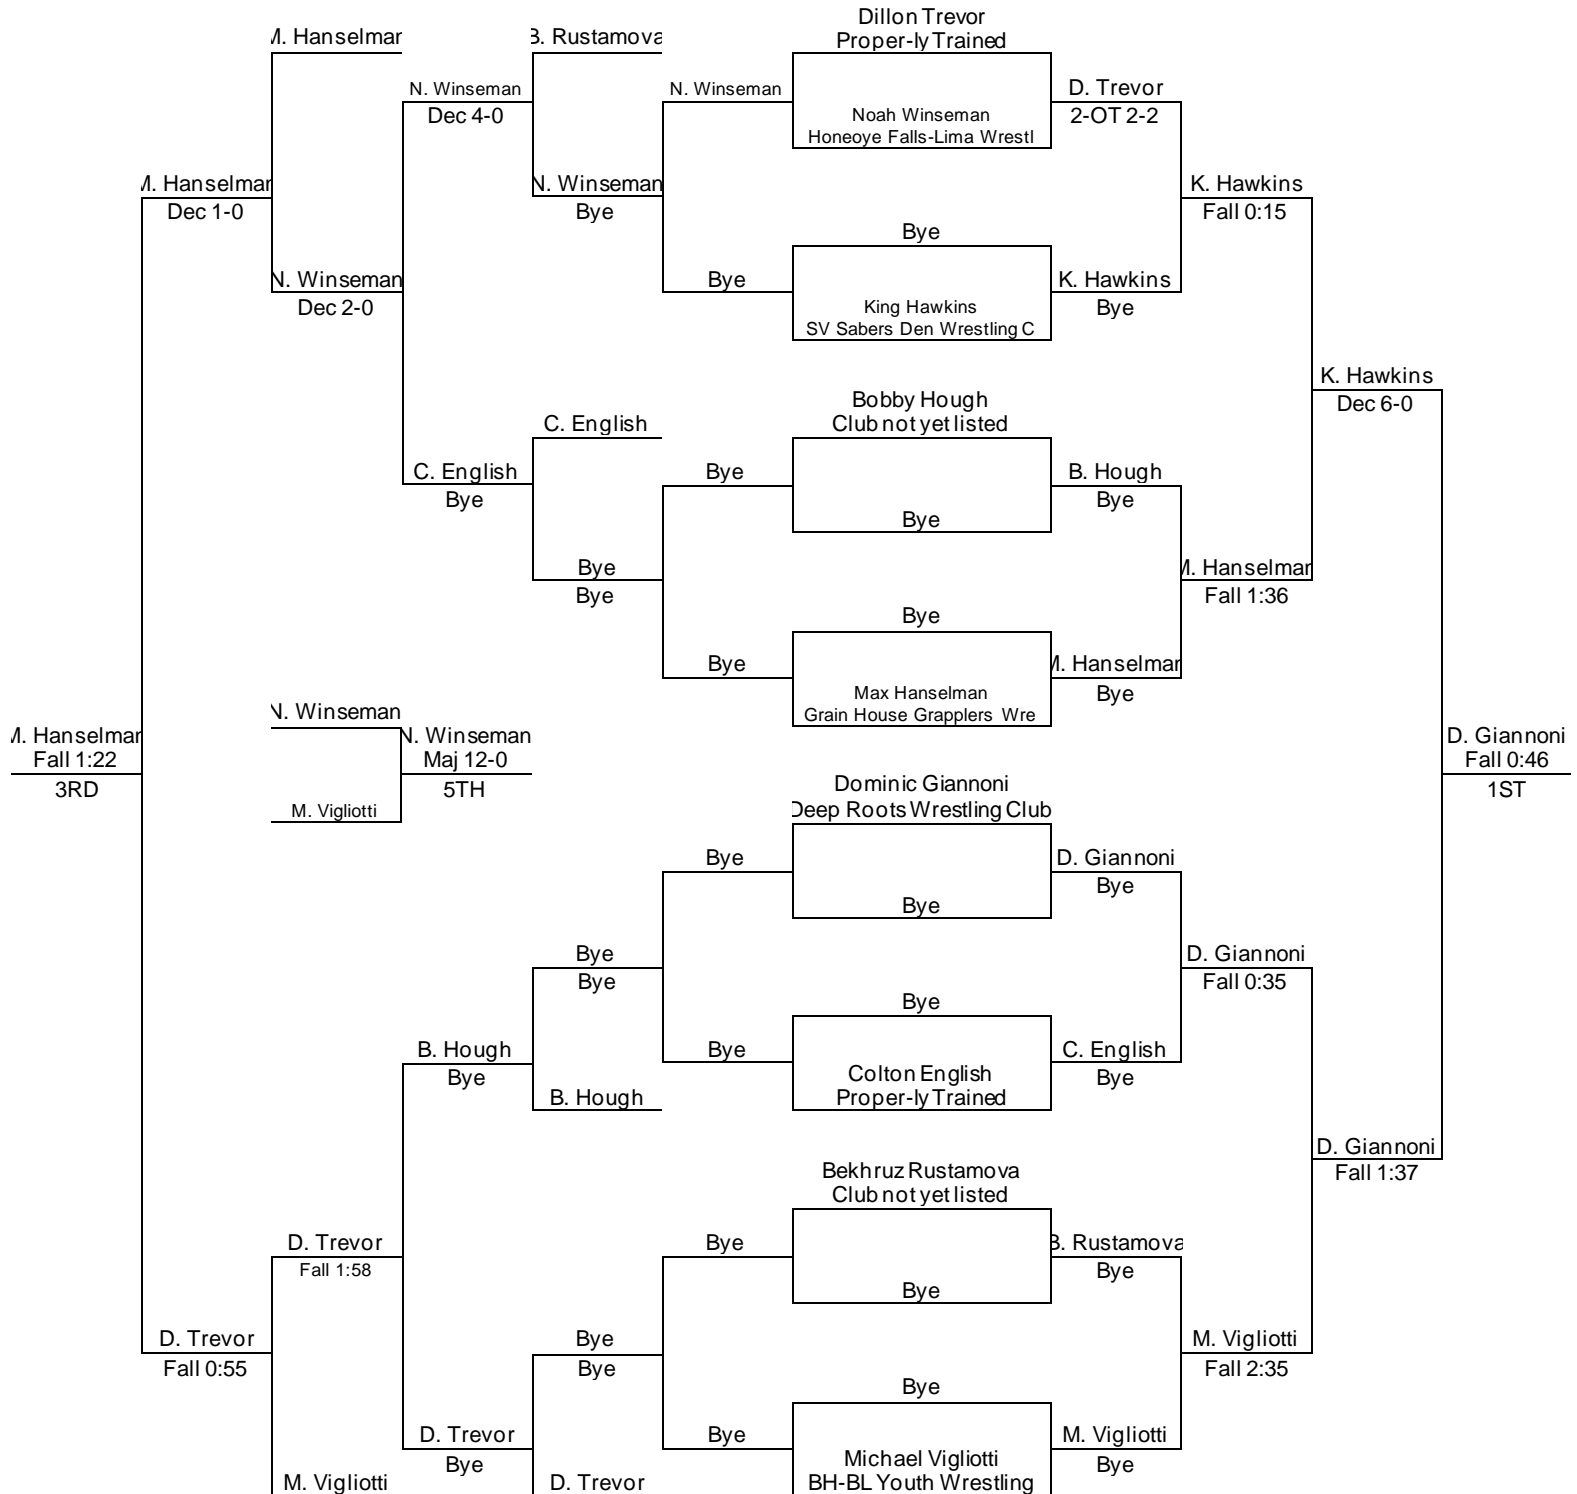 Dillon Trevor
Proper-ly Trained
M. Hanselman
B. Rustamova
N. Winseman
Dec 4-0
N. Winseman
D. Trevor
2-OT 2-2
Noah Winseman
Honeoye Falls-Lima Wrestl
M. Hanselman
Dec 1-0
N. Winseman
Bye
K. Hawkins
Fall 0:15
Bye
N. Winseman
Dec 2-0
Bye
K. Hawkins
Bye
King Hawkins
SV Sabers Den Wrestling C
K. Hawkins
Dec 6-0
Bobby Hough
Club not yet listed
C. English
C. English
Bye
Bye
B. Hough
Bye
Bye
Bye
Bye
M. Hanselman
Fall 1:36
Bye
Bye
M. Hanselman
Bye
Max Hanselman
Grain House Grapplers Wre
N. Winseman
M. Hanselman
Fall 1:22
3RD
N. Winseman
Maj 12-0
5TH
M. Vigliotti
D. Giannoni
Fall 0:46
1ST
Dominic Giannoni
Deep Roots Wrestling Club
Bye
D. Giannoni
Bye
Bye
Bye
Bye
D. Giannoni
Fall 0:35
Bye
B. Hough
Bye
Bye
C. English
Bye
Colton English
Proper-ly Trained
B. Hough
D. Giannoni
Fall 1:37
Bekhruz Rustamova
Club not yet listed
D. Trevor
Fall 1:58
Bye
B. Rustamova
Bye
Bye
D. Trevor
Fall 0:55
Bye
Bye
M. Vigliotti
Fall 2:35
Bye
D. Trevor
Bye
Bye
M. Vigliotti
Bye
Michael Vigliotti
BH-BL Youth Wrestling
M. Vigliotti
D. Trevor